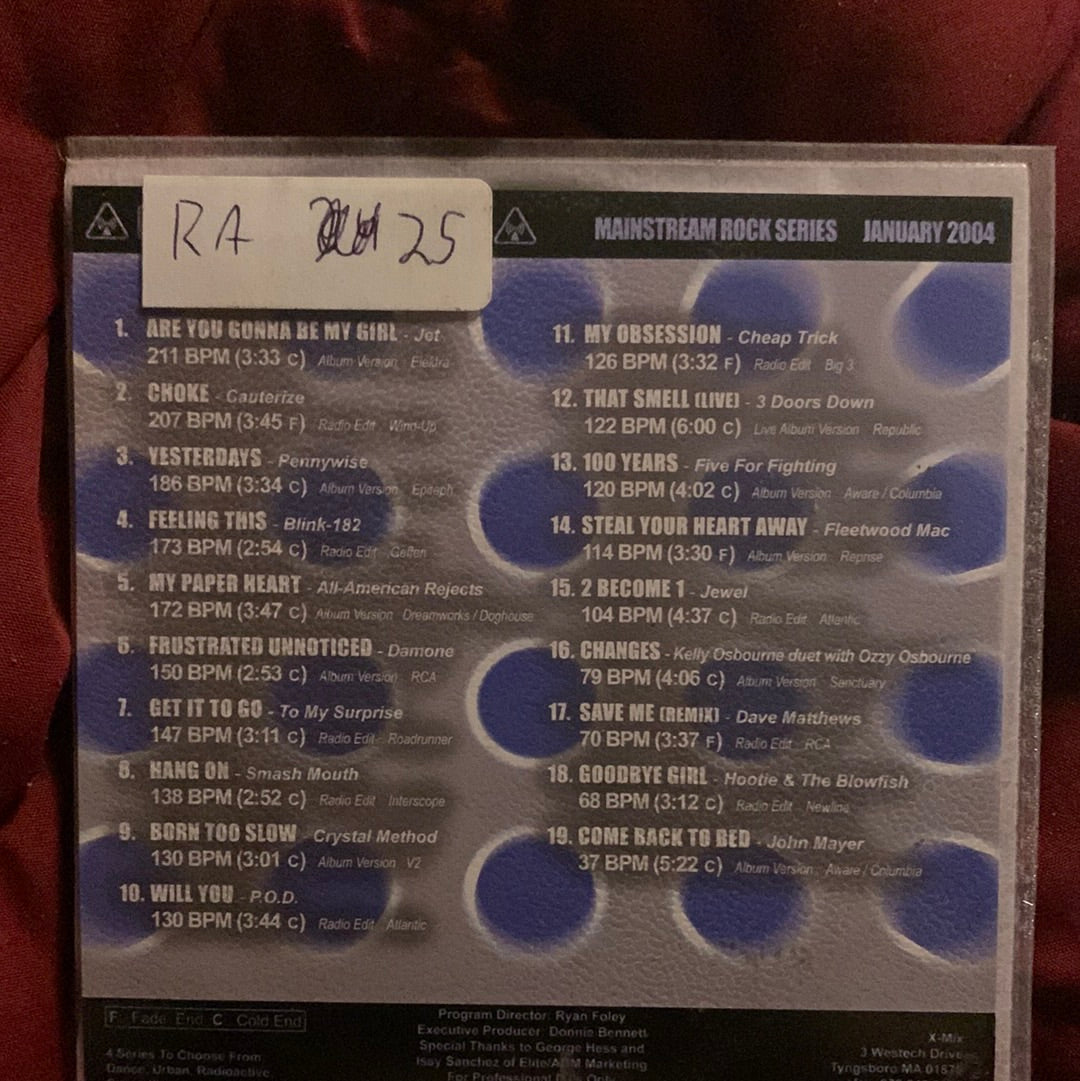 RA 25
MAINSTREAM ROCK SERIES JANUARY 2004
1. ARE YOU GONNA BE MY GIRL - Jet
211 BPM (3:33 C) Album Version Elektra
2. CHOKE - Cauterize
207 BPM (3:45 F) Radio Edit Wind-Up
3. YESTERDAYS - Pennywise
186 BPM (3:34 C) Album Version Epitaph
4. FEELING THIS - Blink-182
173 BPM (2:54 C) Radio Edit Geffen
5. MY PAPER HEART - All-American Rejects
172 BPM (3:47 C) Album Version Dreamworks / Doghouse
6. FRUSTRATED UNNOTICED - Damone
150 BPM (2:53 C) Album Version RCA
7. GET IT TO GO - To My Surprise
147 BPM (3:11 C) Radio Edit Roadrunner
8. HANG ON - Smash Mouth
138 BPM (2:52 C) Radio Edit Interscope
9. BORN TOO SLOW - Crystal Method
130 BPM (3:01 C) Album Version V2
10. WILL YOU - P.O.D.
130 BPM (3:44 C) Radio Edit Atlantic
11. MY OBSESSION - Cheap Trick
126 BPM (3:32 F) Radio Edit Big 3
12. THAT SMELL (LIVE) - 3 Doors Down
122 BPM (6:00 C) Live Album Version Republic
13. 100 YEARS - Five For Fighting
120 BPM (4:02 C) Album Version Aware / Columbia
14. STEAL YOUR HEART AWAY - Fleetwood Mac
114 BPM (3:30 F) Album Version Reprise
15. 2 BECOME 1 - Jewel
104 BPM (4:37 C) Radio Edit Atlantic
16. CHANGES - Kelly Osbourne duet with Ozzy Osbourne
79 BPM (4:06 C) Album Version Sanctuary
17. SAVE ME (REMIX) - Dave Matthews
70 BPM (3:37 F) Radio Edit RCA
18. GOODBYE GIRL - Hootie & The Blowfish
68 BPM (3:12 C) Radio Edit Newline
19. COME BACK TO BED - John Mayer
37 BPM (5:22 C) Album Version Aware / Columbia
F: Fade End C: Cold End
4 Series To Choose From:
Dance, Urban, Radioactive,
Program Director: Ryan Foley
Executive Producer: Donnie Bennett
Special Thanks to George Hess and
Issy Sanchez of Marketing
For Professional Only
X-Mix
3 Westech Drive
Tyngsboro MA